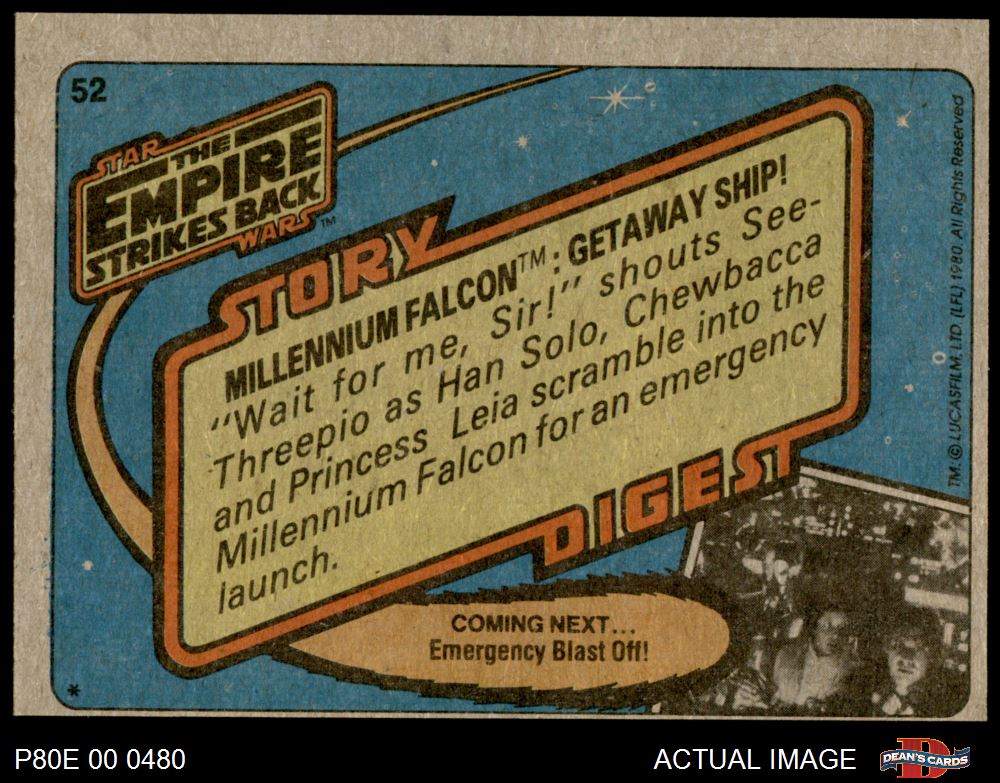 52
STAR
THE
EMPIRE
STRIKES BACK
WARS™
STORY
MILLENNIUM FALCON™: GETAWAY SHIP!
"Wait for me, Sir!" shouts See-
Threepio as Han Solo, Chewbacca
and Princess Leia scramble into the
Millennium Falcon for an emergency
launch.
DIGEST
COMING NEXT...
Emergency Blast Off!
*
TM: © LUCASFILM, LTD. (LFL) 1980. All Rights Reserved
P80E 00 0480
ACTUAL IMAGE
DEAN'S CARDS